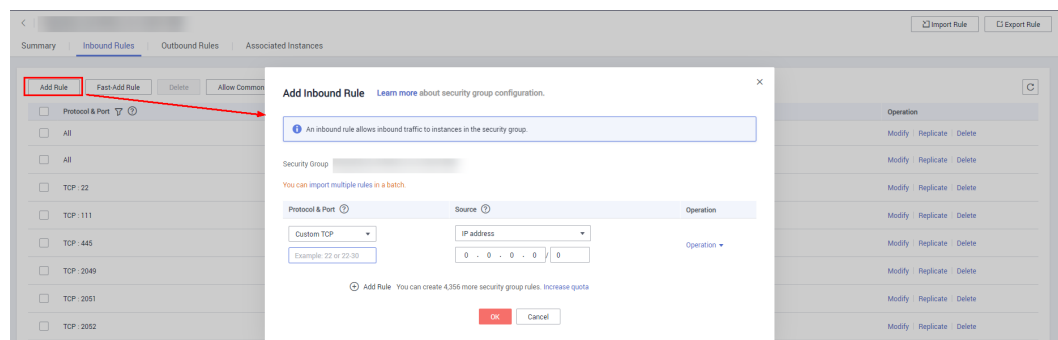 Import Rule Export Rule
Summary Inbound Rules Outbound Rules Associated Instances
Add Rule Fast-Add Rule Delete Allow Common
Protocol & Port
All
All
TCP : 22
TCP : 111
TCP : 445
TCP : 2049
TCP : 2051
TCP : 2052
Add Inbound Rule Learn more about security group configuration.
An inbound rule allows inbound traffic to instances in the security group.
Security Group
You can import multiple rules in a batch.
Protocol & Port Source Operation
Custom TCP IP address Operation
Example: 22 or 22-30 0 . 0 . 0 . 0 / 0
Add Rule You can create 4,356 more security group rules. Increase quota
OK Cancel
Operation
Modify Replicate Delete
Modify Replicate Delete
Modify Replicate Delete
Modify Replicate Delete
Modify Replicate Delete
Modify Replicate Delete
Modify Replicate Delete
Modify Replicate Delete